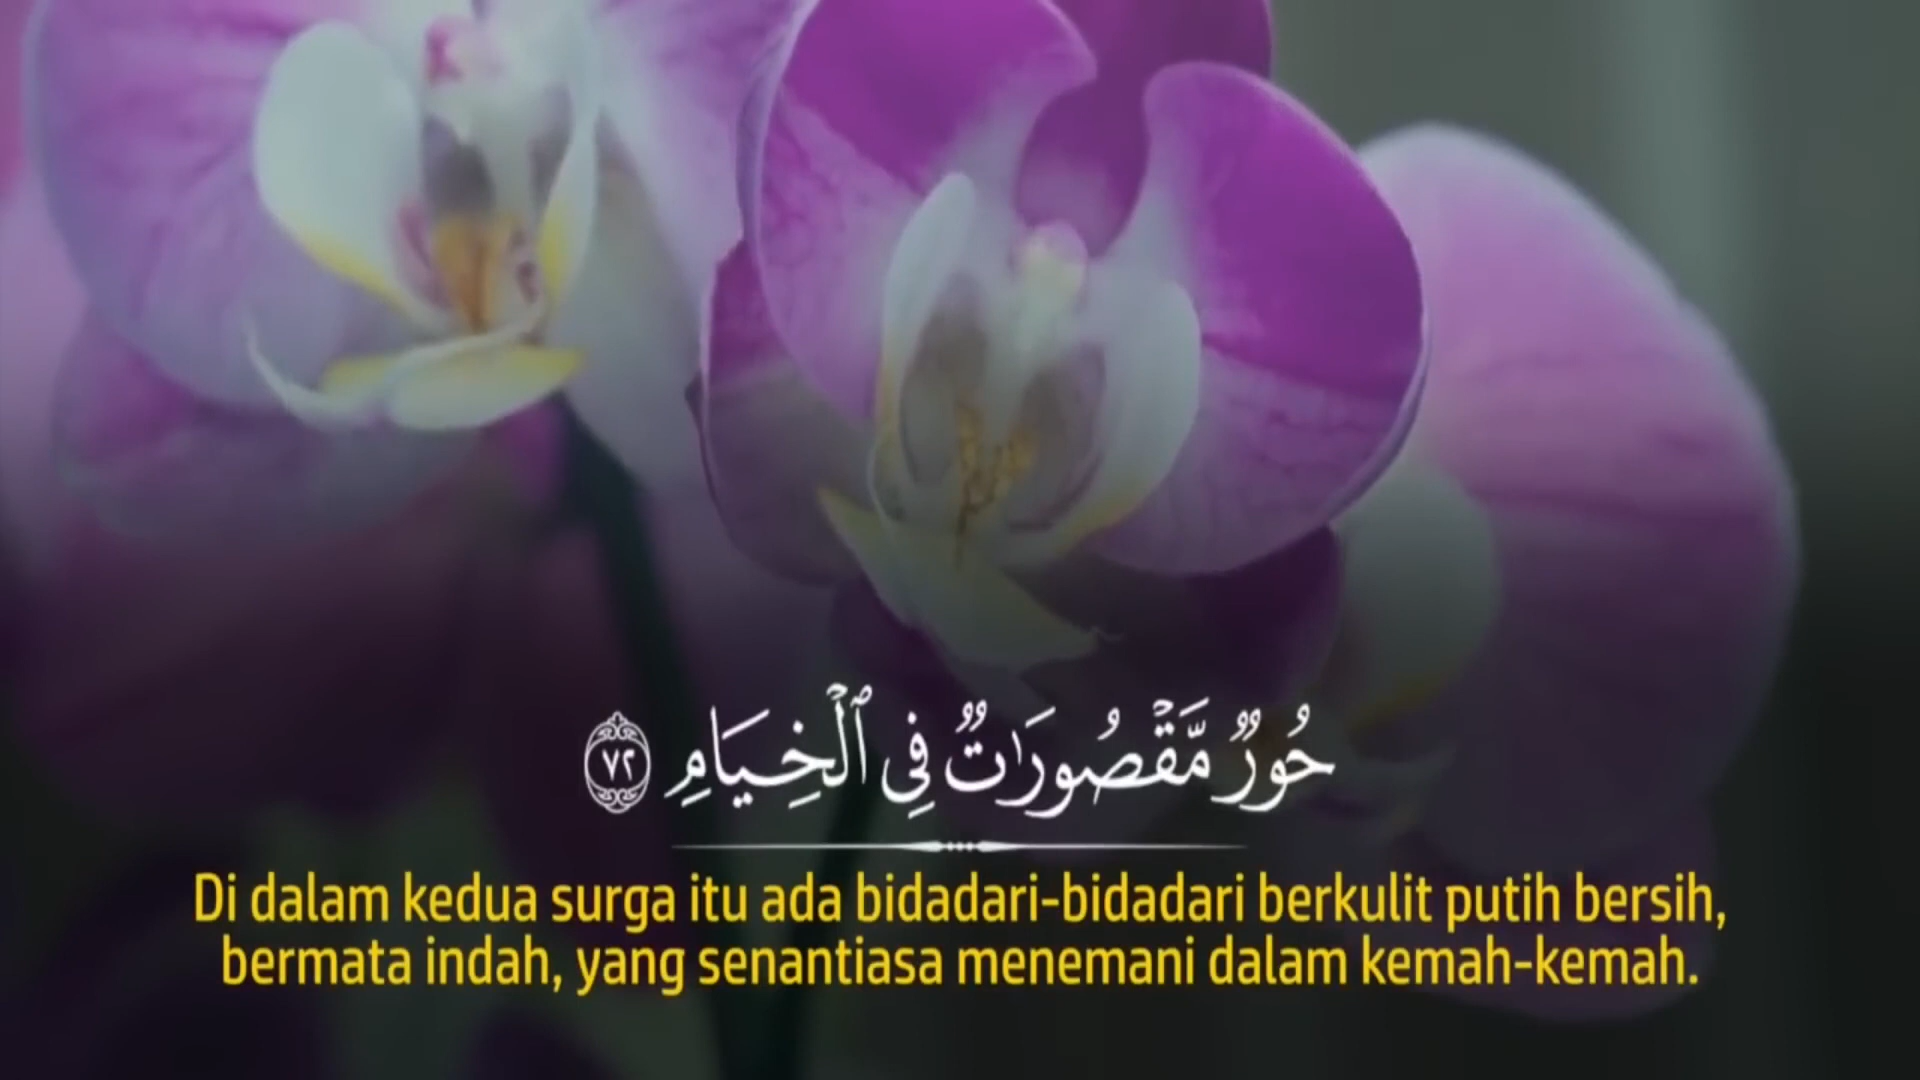 حُورٌ مَّقْصُورَٰتٌ فِى ٱلْخِيَامِ ٧٢
Di dalam kedua surga itu ada bidadari-bidadari berkulit putih bersih,
bermata indah, yang senantiasa menemani dalam kemah-kemah.